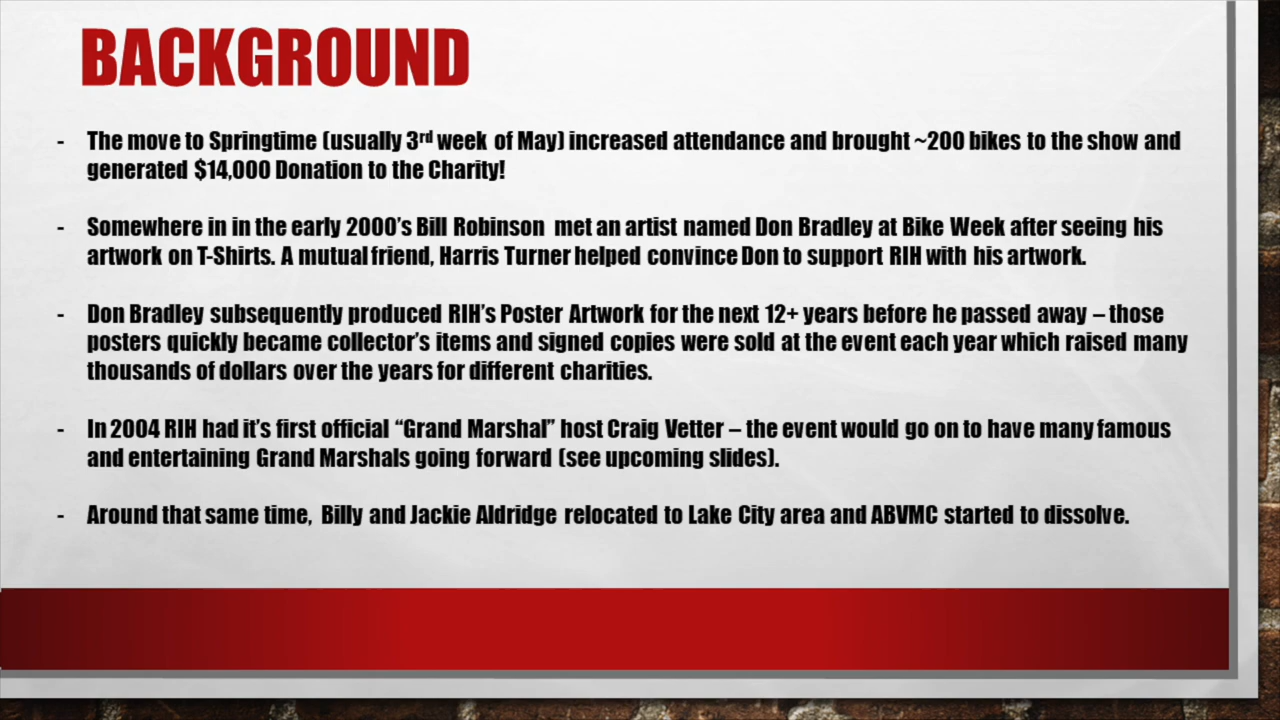 BACKGROUND
- The move to Springtime (usually 3rd week of May) increased attendance and brought ~200 bikes to the show and
generated $14,000 Donation to the Charity!
- Somewhere in in the early 2000's Bill Robinson met an artist named Don Bradley at Bike Week after seeing his
artwork on T-Shirts. A mutual friend, Harris Turner helped convince Don to support RIH with his artwork.
- Don Bradley subsequently produced RIH's Poster Artwork for the next 12+ years before he passed away – those
posters quickly became collector's items and signed copies were sold at the event each year which raised many
thousands of dollars over the years for different charities.
- In 2004 RIH had it's first official “Grand Marshal” host Craig Vetter – the event would go on to have many famous
and entertaining Grand Marshals going forward (see upcoming slides).
- Around that same time, Billy and Jackie Aldridge relocated to Lake City area and ABVMC started to dissolve.